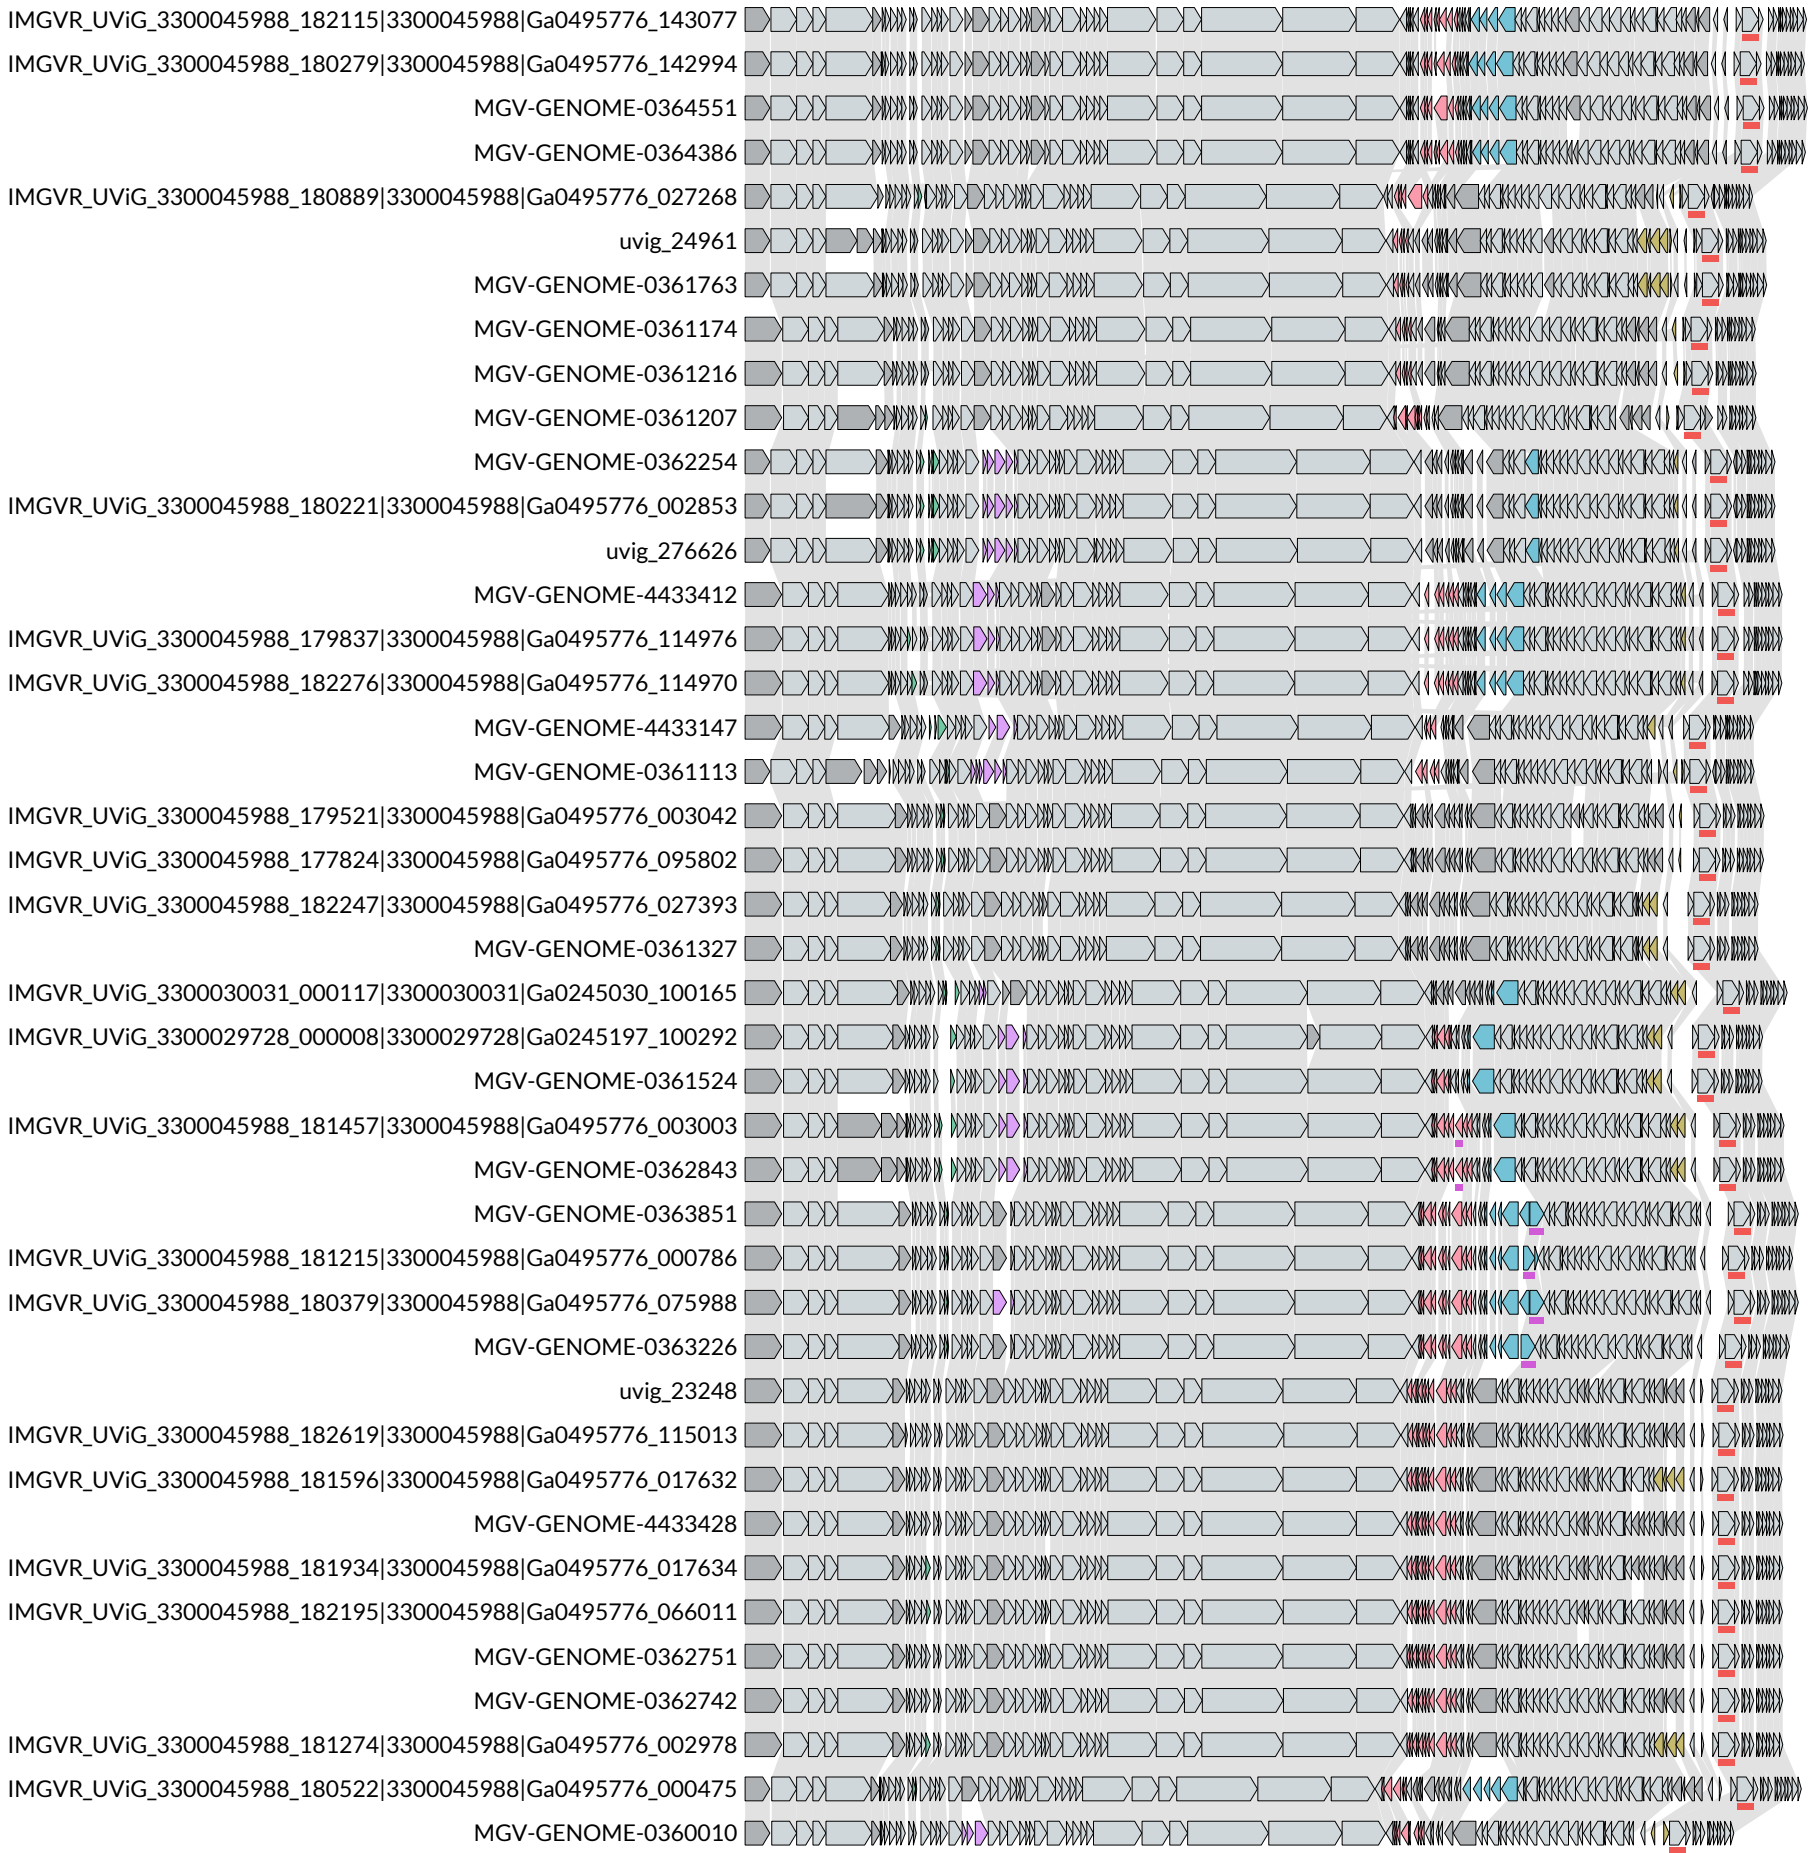 IMGVR_UViG_3300045988_182115|3300045988|Ga0495776_143077
IMGVR_UViG_3300045988_180279|3300045988|Ga0495776_142994
MGV-GENOME-0364551
MGV-GENOME-0364386
IMGVR_UViG_3300045988_180889|3300045988|Ga0495776_027268
uvig_24961
MGV-GENOME-0361763
MGV-GENOME-0361174
MGV-GENOME-0361216
MGV-GENOME-0361207
MGV-GENOME-0362254
IMGVR_UViG_3300045988_180221|3300045988|Ga0495776_002853
uvig_276626
MGV-GENOME-4433412
IMGVR_UViG_3300045988_179837|3300045988|Ga0495776_114976
IMGVR_UViG_3300045988_182276|3300045988|Ga0495776_114970
MGV-GENOME-4433147
MGV-GENOME-0361113
IMGVR_UViG_3300045988_179521|3300045988|Ga0495776_003042
IMGVR_UViG_3300045988_177824|3300045988|Ga0495776_095802
IMGVR_UViG_3300045988_182247|3300045988|Ga0495776_027393
MGV-GENOME-0361327
IMGVR_UViG_3300030031_000117|3300030031|Ga0245030_100165
IMGVR_UViG_3300029728_000008|3300029728|Ga0245197_100292
MGV-GENOME-0361524
IMGVR_UViG_3300045988_181457|3300045988|Ga0495776_003003
MGV-GENOME-0362843
MGV-GENOME-0363851
IMGVR_UViG_3300045988_181215|3300045988|Ga0495776_000786
IMGVR_UViG_3300045988_180379|3300045988|Ga0495776_075988
MGV-GENOME-0363226
uvig_23248
IMGVR_UViG_3300045988_182619|3300045988|Ga0495776_115013
IMGVR_UViG_3300045988_181596|3300045988|Ga0495776_017632
MGV-GENOME-4433428
IMGVR_UViG_3300045988_181934|3300045988|Ga0495776_017634
IMGVR_UViG_3300045988_182195|3300045988|Ga0495776_066011
MGV-GENOME-0362751
MGV-GENOME-0362742
IMGVR_UViG_3300045988_181274|3300045988|Ga0495776_002978
IMGVR_UViG_3300045988_180522|3300045988|Ga0495776_000475
MGV-GENOME-0360010